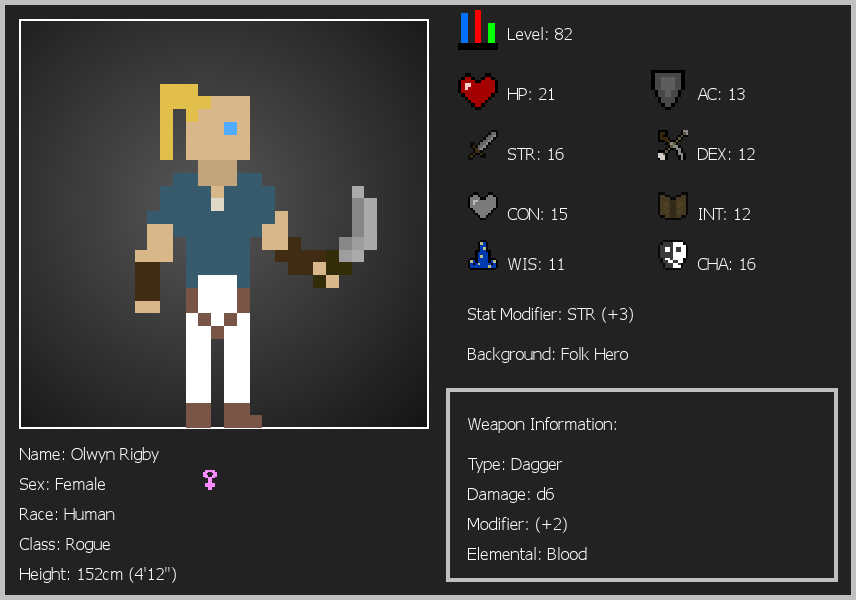 Level: 82
HP: 21
AC: 13
STR: 16
DEX: 12
CON: 15
INT: 12
WIS: 11
CHA: 16
Stat Modifier: STR (+3)
Background: Folk Hero
Weapon Information:
Type: Dagger
Damage: d6
Modifier: (+2)
Elemental: Blood
Name: Olwyn Rigby
Sex: Female
Race: Human
Class: Rogue
Height: 152cm (4'12")